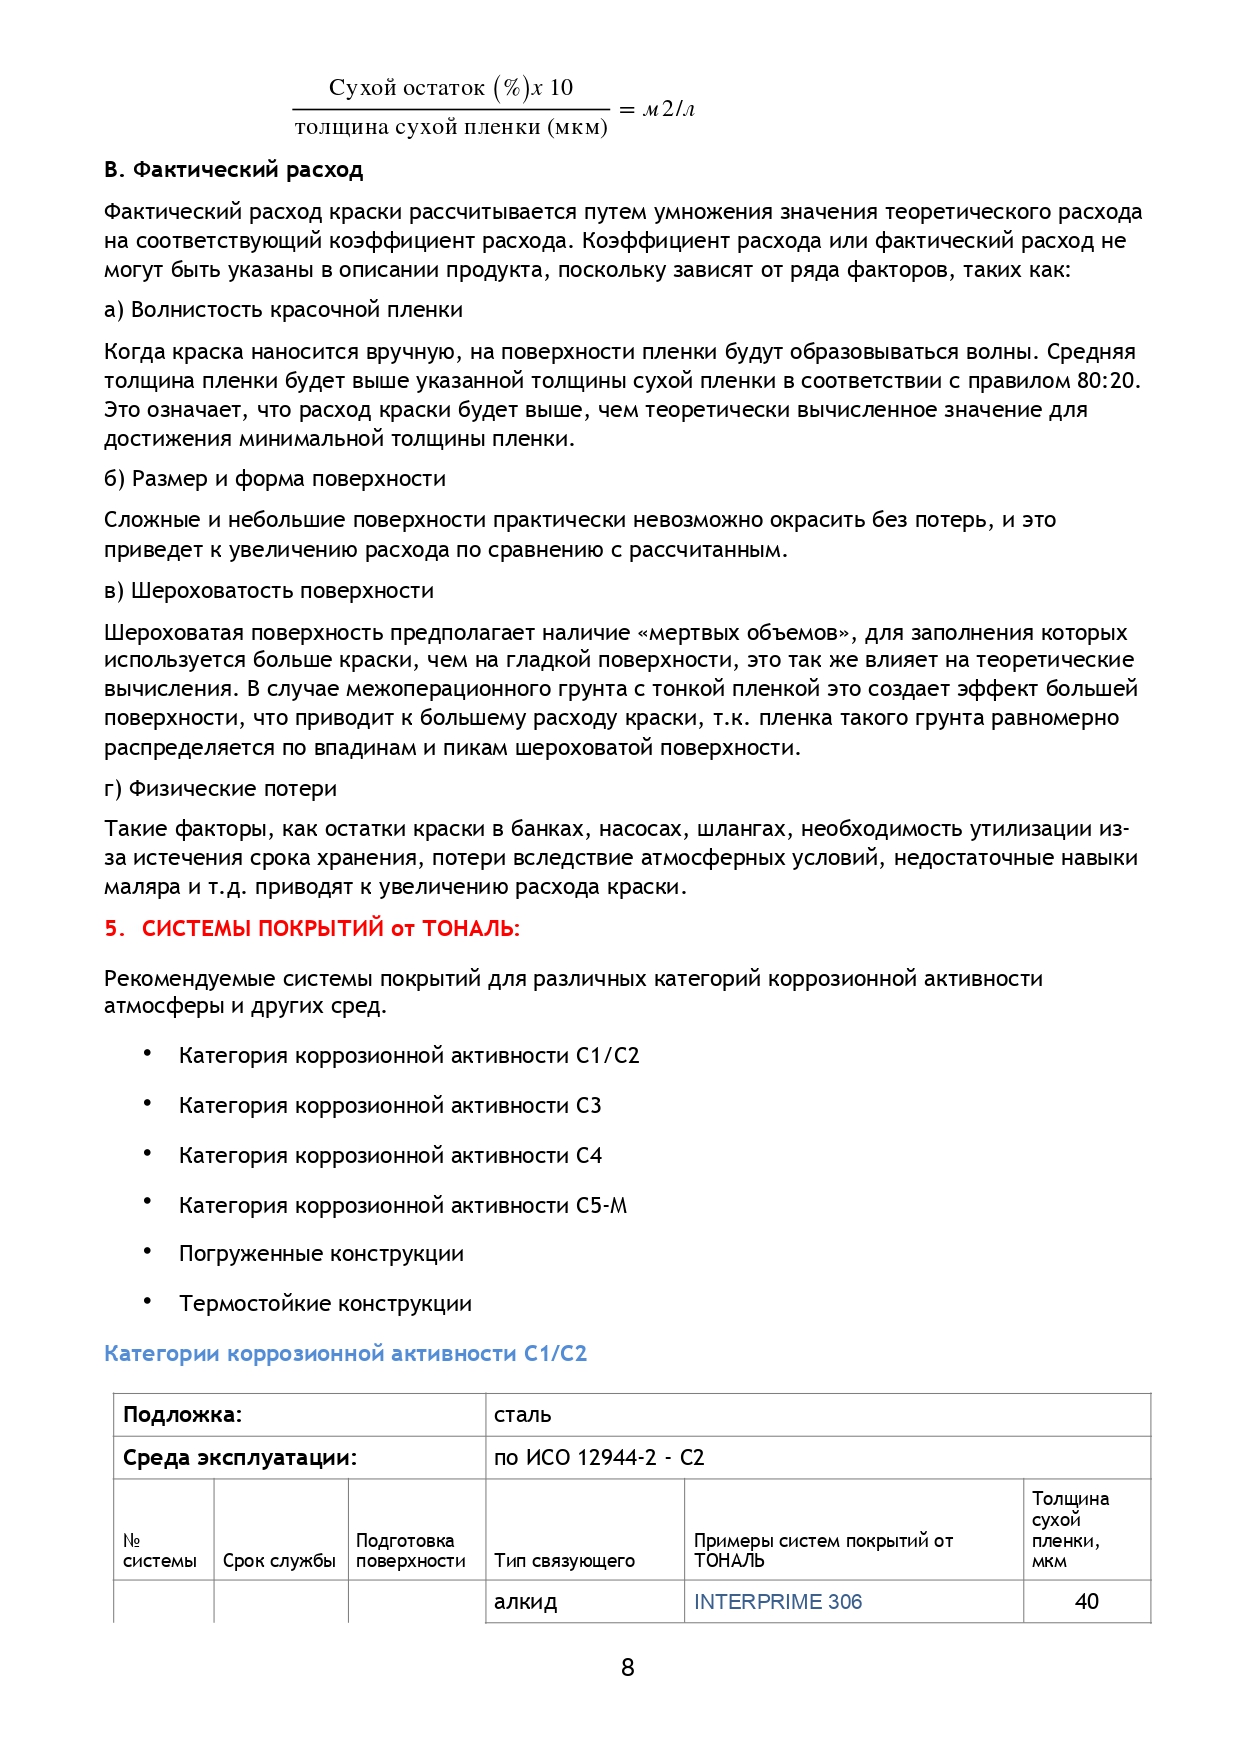 Сухой остаток (%)x 10
толщина сухой пленки (мкм) = м2/л
В. Фактический расход
Фактический расход краски рассчитывается путем умножения значения теоретического расхода
на соответствующий коэффициент расхода. Коэффициент расхода или фактический расход не
могут быть указаны в описании продукта, поскольку зависят от ряда факторов, таких как:
а) Волнистость красочной пленки
Когда краска наносится вручную, на поверхности пленки будут образовываться волны. Средняя
толщина пленки будет выше указанной толщины сухой пленки в соответствии с правилом 80:20.
Это означает, что расход краски будет выше, чем теоретически вычисленное значение для
достижения минимальной толщины пленки.
б) Размер и форма поверхности
Сложные и небольшие поверхности практически невозможно окрасить без потерь, и это
приведет к увеличению расхода по сравнению с рассчитанным.
в) Шероховатость поверхности
Шероховатая поверхность предполагает наличие «мертвых объемов», для заполнения которых
используется больше краски, чем на гладкой поверхности, это так же влияет на теоретические
вычисления. В случае межоперационного грунта с тонкой пленкой это создает эффект большей
поверхности, что приводит к большему расходу краски, т.к. пленка такого грунта равномерно
распределяется по впадинам и пикам шероховатой поверхности.
г) Физические потери
Такие факторы, как остатки краски в банках, насосах, шлангах, необходимость утилизации из-
за истечения срока хранения, потери вследствие атмосферных условий, недостаточные навыки
маляра и т.д. приводят к увеличению расхода краски.
5. СИСТЕМЫ ПОКРЫТИЙ от ТОНАЛЬ:
Рекомендуемые системы покрытий для различных категорий коррозионной активности
атмосферы и других сред.
• Категория коррозионной активности С1/С2
• Категория коррозионной активности С3
• Категория коррозионной активности С4
• Категория коррозионной активности С5-М
• Погруженные конструкции
• Термостойкие конструкции
Категории коррозионной активности С1/С2
Подложка: сталь
Среда эксплуатации: по ИСО 12944-2 - С2
№
системы
Срок службы
Подготовка
поверхности
Тип связующего
Примеры систем покрытий от
ТОНАЛЬ
Толщина
сухой
пленки,
мкм
алкид INTERPRIME 306 40
8